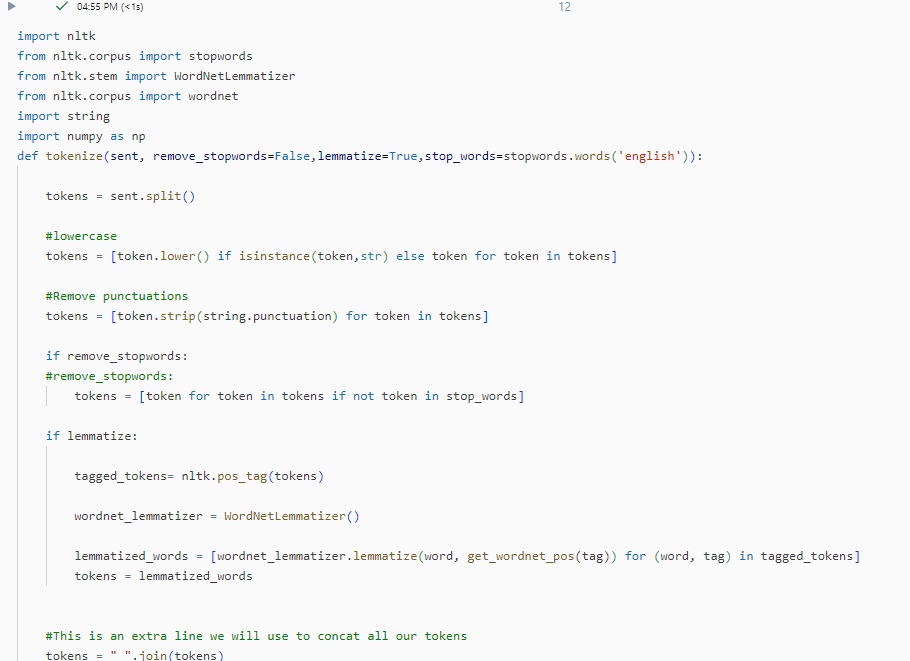 04:55 PM (<1s)
12
import nltk
from nltk.corpus import stopwords
from nltk.stem import WordNetLemmatizer
from nltk.corpus import wordnet
import string
import numpy as np
def tokenize(sent, remove_stopwords=False,lemmatize=True,stop_words=stopwords.words('english')):
tokens = sent.split()
#lowercase
tokens = [token.lower() if isinstance(token,str) else token for token in tokens]
#Remove punctuations
tokens = [token.strip(string.punctuation) for token in tokens]
if remove_stopwords:
#remove_stopwords:
tokens = [token for token in tokens if not token in stop_words]
if lemmatize:
tagged_tokens= nltk.pos_tag(tokens)
wordnet_lemmatizer = WordNetLemmatizer()
lemmatized_words = [wordnet_lemmatizer.lemmatize(word, get_wordnet_pos(tag)) for (word, tag) in tagged_tokens]
tokens = lemmatized_words
#This is an extra line we will use to concat all our tokens
tokens = " ".join(tokens)